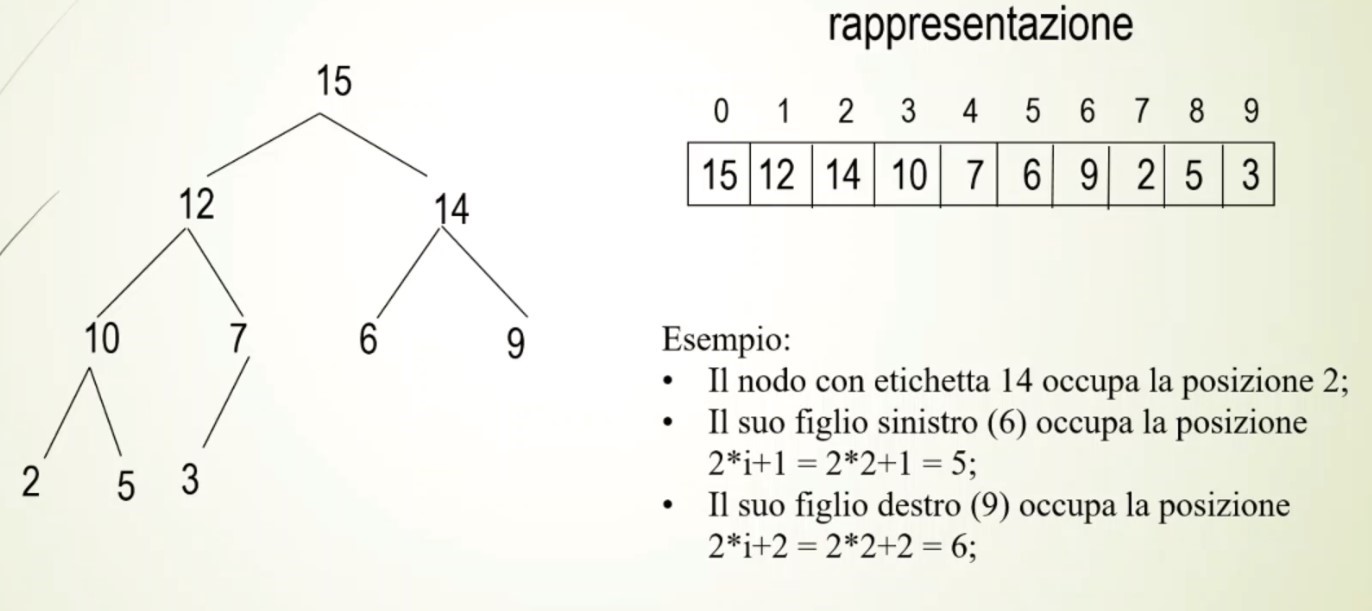 rappresentazione
15
12 14
10 7 6 9
2 5 3
0 1 2 3 4 5 6 7 8 9
15 12 14 10 7 6 9 2 5 3
Esempio:
• Il nodo con etichetta 14 occupa la posizione 2;
• Il suo figlio sinistro (6) occupa la posizione
2*i+1 = 2*2+1 = 5;
• Il suo figlio destro (9) occupa la posizione
2*i+2 = 2*2+2 = 6;